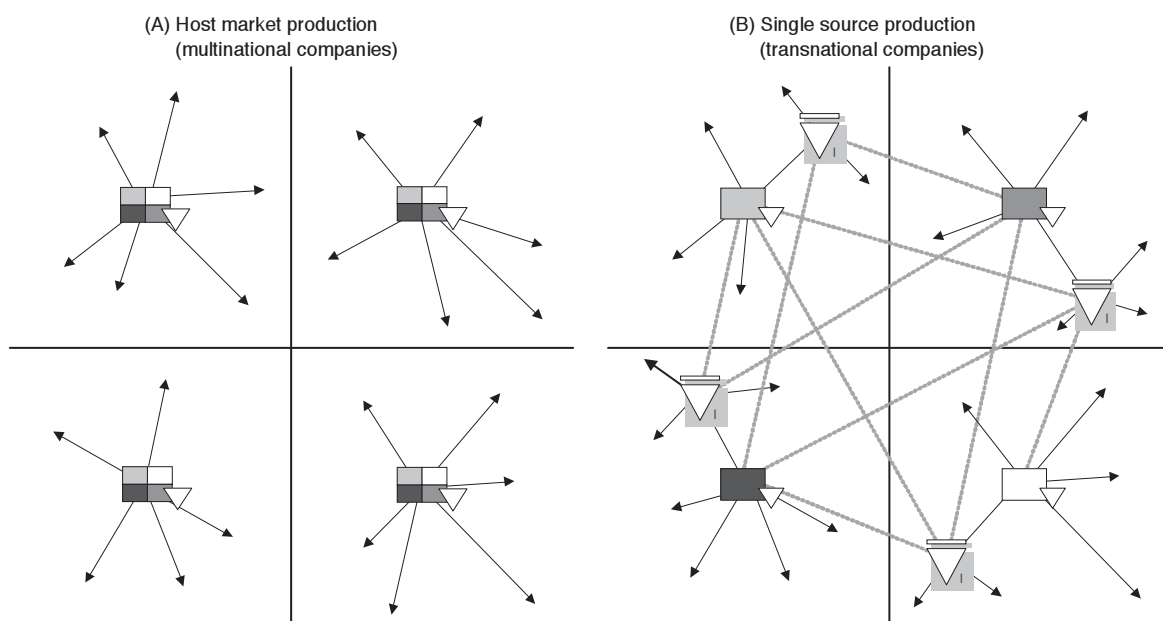 (A) Host market production
(multinational companies)
(B) Single source production
(transnational companies)
I
I
I
I